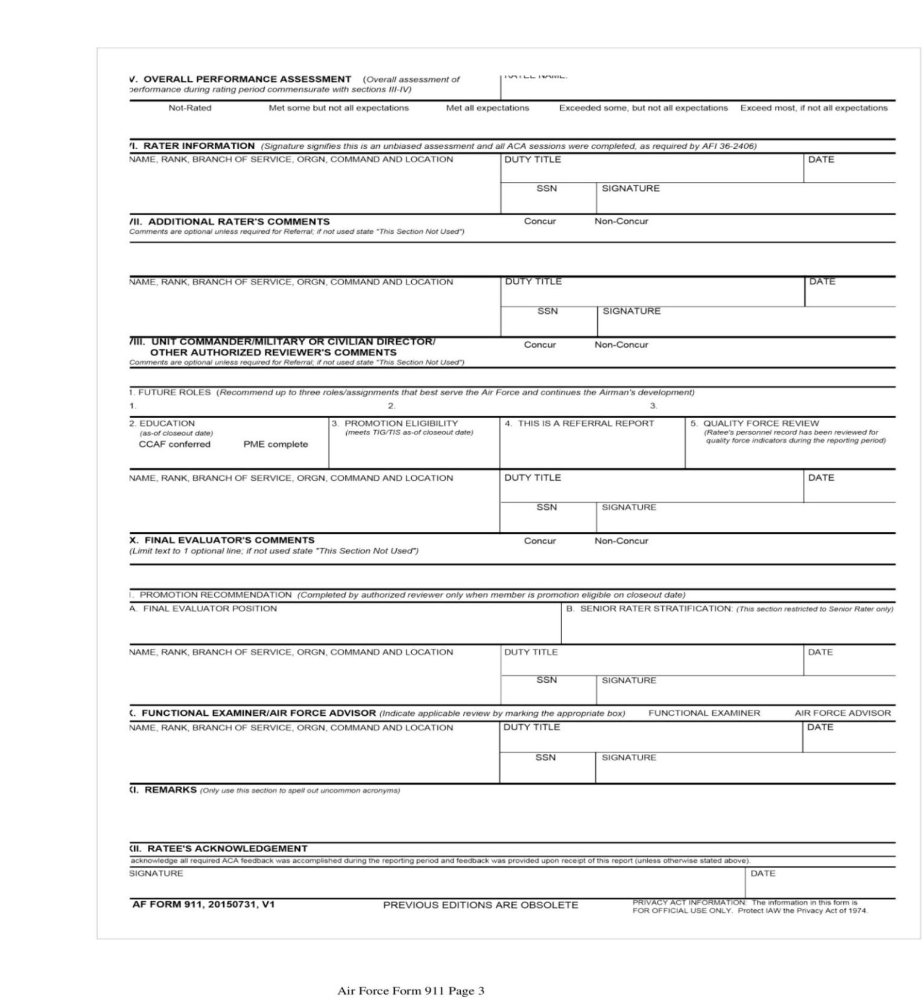 V. OVERALL PERFORMANCE ASSESSMENT (Overall assessment of
performance during rating period commensurate with sections III-IV)
RATEE NAME:
Not-Rated Met some but not all expectations Met all expectations Exceeded some, but not all expectations Exceed most, if not all expectations
VI. RATER INFORMATION (Signature signifies this is an unbiased assessment and all ACA sessions were completed, as required by AFI 36-2406)
NAME, RANK, BRANCH OF SERVICE, ORGN, COMMAND AND LOCATION DUTY TITLE DATE
SSN SIGNATURE
VII. ADDITIONAL RATER'S COMMENTS Concur Non-Concur
Comments are optional unless required for Referral; if not used state "This Section Not Used")
NAME, RANK, BRANCH OF SERVICE, ORGN, COMMAND AND LOCATION DUTY TITLE DATE
SSN SIGNATURE
VIII. UNIT COMMANDER/MILITARY OR CIVILIAN DIRECTOR/
OTHER AUTHORIZED REVIEWER'S COMMENTS Concur Non-Concur
Comments are optional unless required for Referral; if not used state "This Section Not Used")
1. FUTURE ROLES (Recommend up to three roles/assignments that best serve the Air Force and continues the Airman's development)
1. 2. 3.
2. EDUCATION
(as-of closeout date)
CCAF conferred PME complete
3. PROMOTION ELIGIBILITY
(meets TIG/TIS as-of closeout date)
4. THIS IS A REFERRAL REPORT
5. QUALITY FORCE REVIEW
(Ratee's personnel record has been reviewed for
quality force indicators during the reporting period)
NAME, RANK, BRANCH OF SERVICE, ORGN, COMMAND AND LOCATION DUTY TITLE DATE
SSN SIGNATURE
X. FINAL EVALUATOR'S COMMENTS Concur Non-Concur
(Limit text to 1 optional line; if not used state "This Section Not Used")
1. PROMOTION RECOMMENDATION (Completed by authorized reviewer only when member is promotion eligible on closeout date)
A. FINAL EVALUATOR POSITION B. SENIOR RATER STRATIFICATION: (This section restricted to Senior Rater only)
NAME, RANK, BRANCH OF SERVICE, ORGN, COMMAND AND LOCATION DUTY TITLE DATE
SSN SIGNATURE
X. FUNCTIONAL EXAMINER/AIR FORCE ADVISOR (Indicate applicable review by marking the appropriate box) FUNCTIONAL EXAMINER AIR FORCE ADVISOR
NAME, RANK, BRANCH OF SERVICE, ORGN, COMMAND AND LOCATION DUTY TITLE DATE
SSN SIGNATURE
XI. REMARKS (Only use this section to spell out uncommon acronyms)
XII. RATEE'S ACKNOWLEDGEMENT
acknowledge all required ACA feedback was accomplished during the reporting period and feedback was provided upon receipt of this report (unless otherwise stated above).
SIGNATURE DATE
AF FORM 911, 20150731, V1 PREVIOUS EDITIONS ARE OBSOLETE
PRIVACY ACT INFORMATION: The information in this form is
FOR OFFICIAL USE ONLY. Protect IAW the Privacy Act of 1974.
Air Force Form 911 Page 3